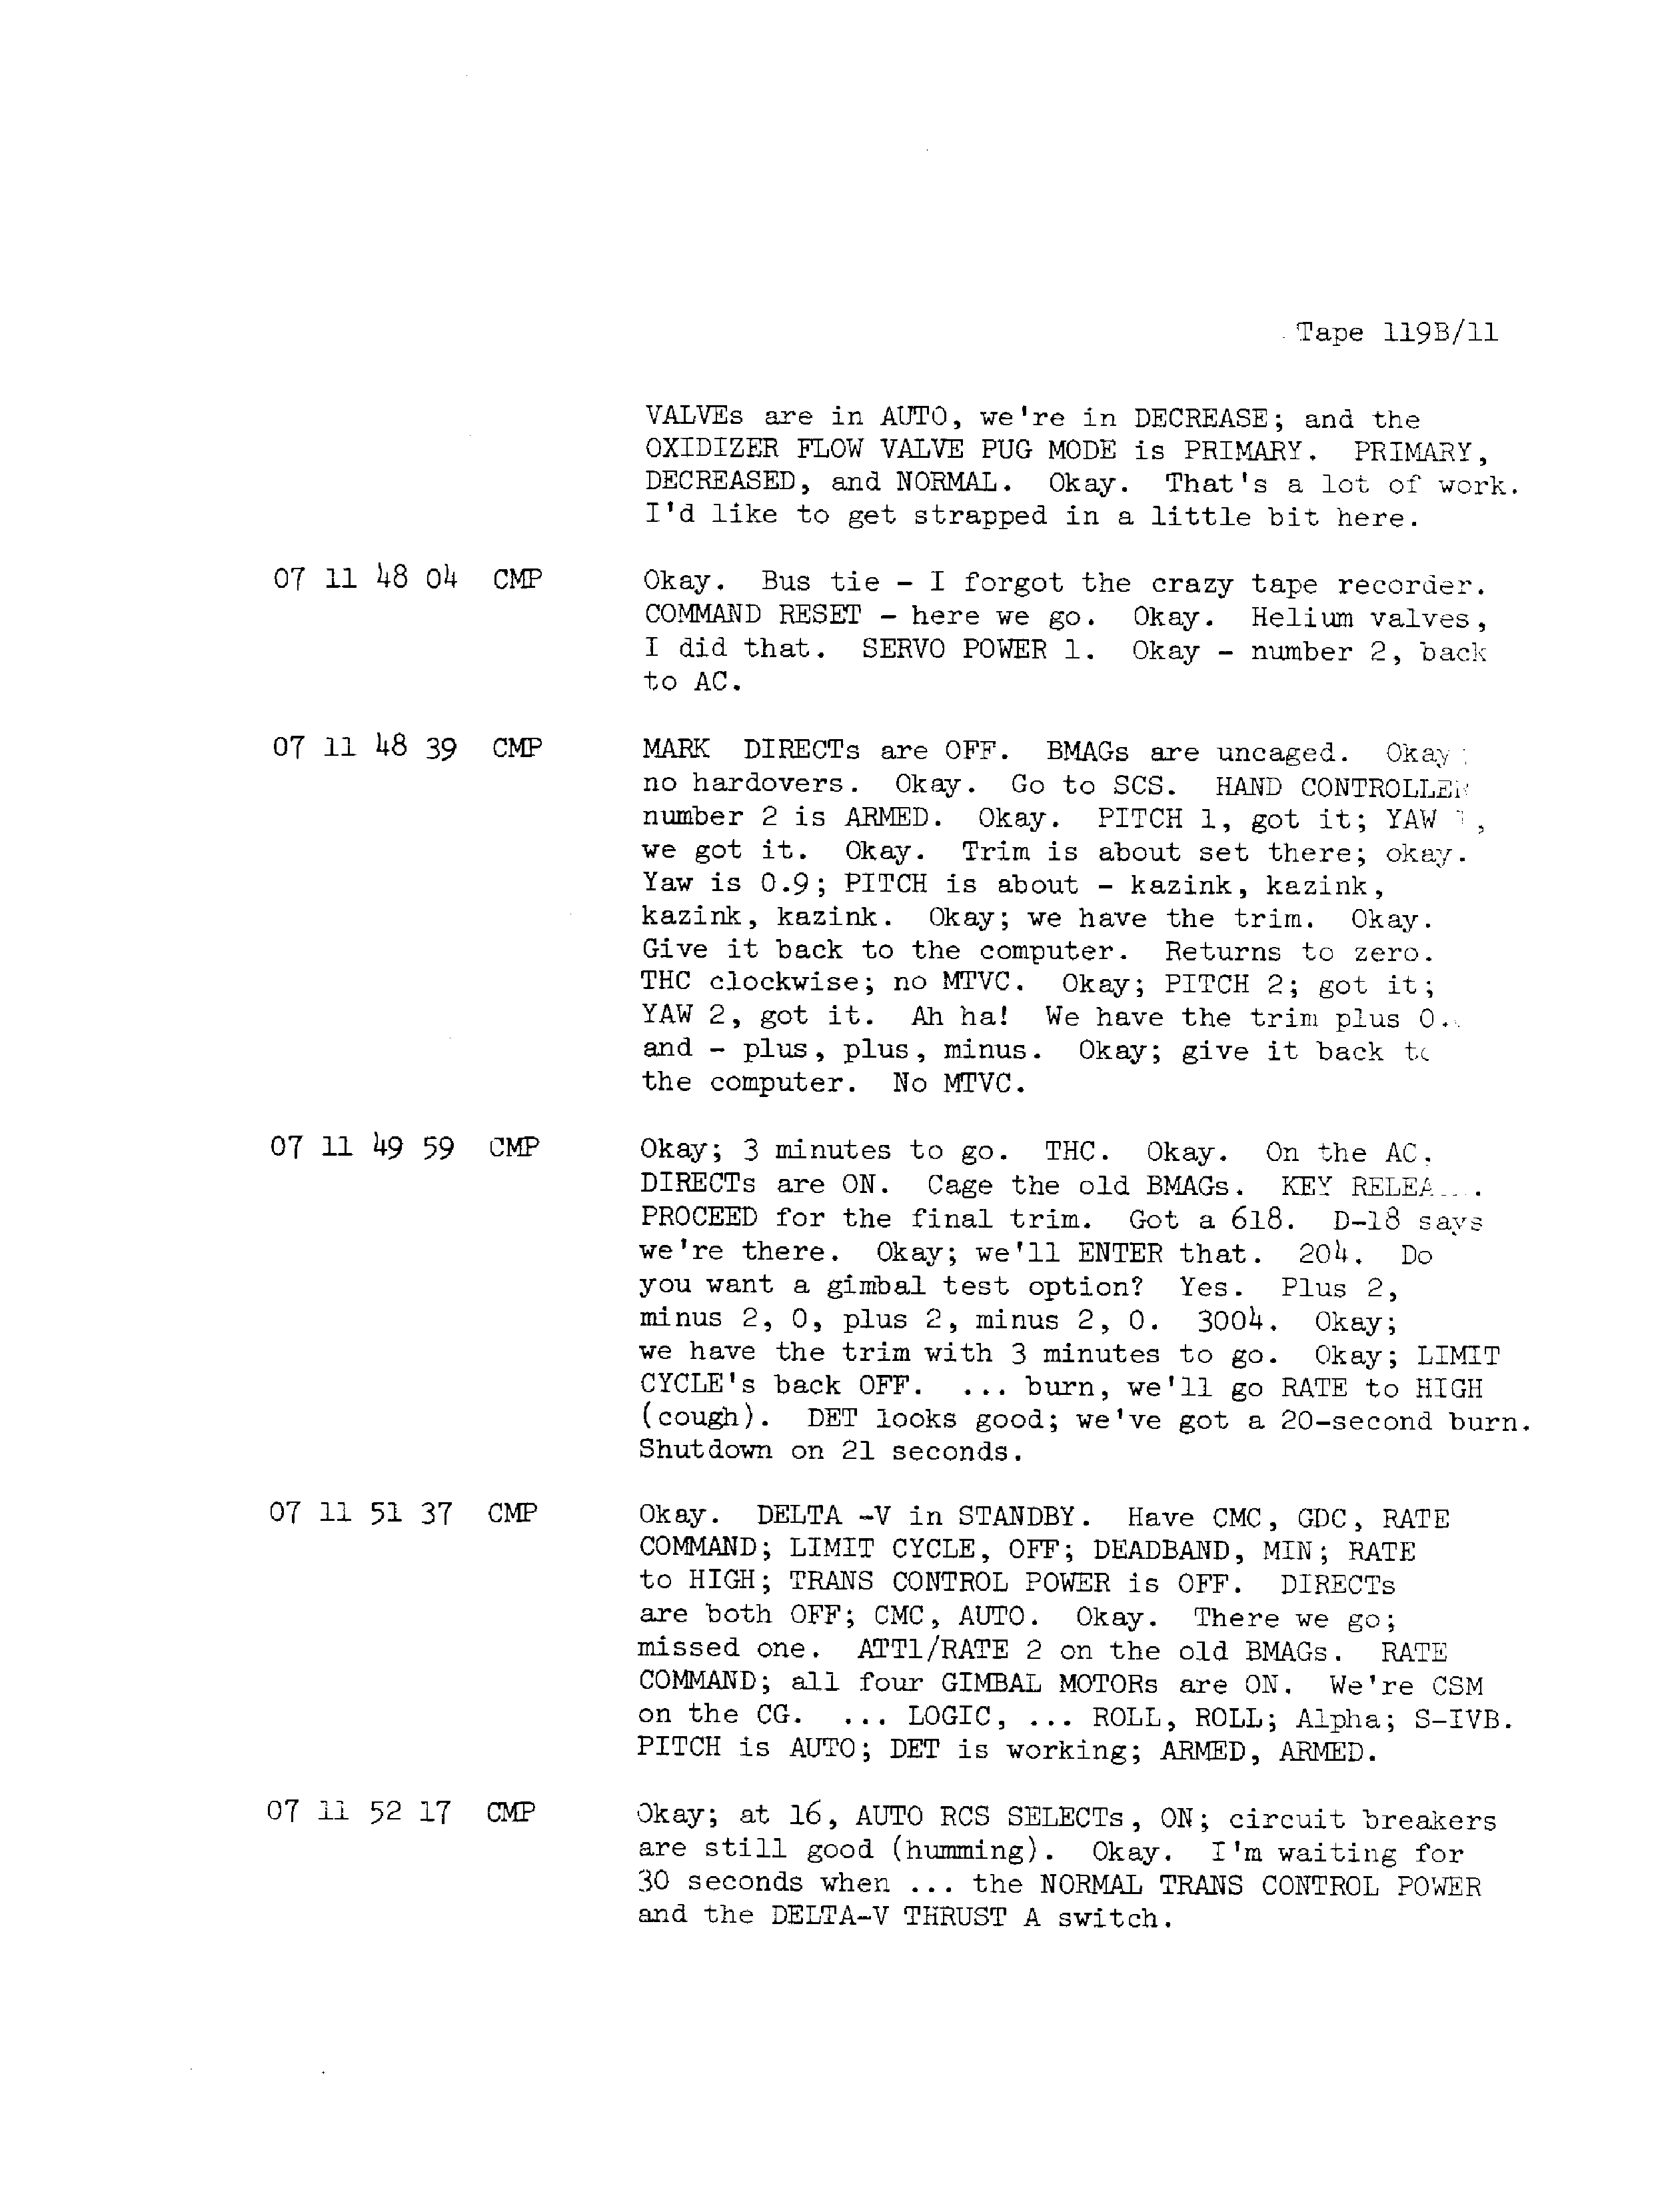 Tape 119B/11
VALVEs are in AUTO, we're in DECREASE; and the
OXIDIZER FLOW VALVE PUG MODE is PRIMARY. PRIMARY,
DECREASED, and NORMAL. Okay. That's a lot of work.
I'd like to get strapped in a little bit here.
07 11 48 04 CMP Okay. Bus tie - I forgot the crazy tape recorder.
COMMAND RESET - here we go. Okay. Helium valves,
I did that. SERVO POWER 1. Okay - number 2, back
to AC.
07 11 48 39 CMP MARK DIRECTs are OFF. BMAGs are uncaged. Okay
no hardovers. Okay. Go to SCS. HAND CONTROLLER
number 2 is ARMED. Okay. PITCH 1, got it; YAW ,
we got it. Okay. Trim is about set there; okay.
Yaw is 0.9; PITCH is about - kazink, kazink,
kazink, kazink. Okay; we have the trim. Okay.
Give it back to the computer. Returns to zero.
THC clockwise; no MTVC. Okay; PITCH 2; got it;
YAW 2, got it. Ah ha! We have the trim plus
and - plus, plus, minus. Okay; give it back to
the computer. No MTVC.
07 11 49 59 CMP Okay; 3 minutes to go. THC. Okay. On the AC.
DIRECTs are ON. Cage the old BMAGs. KEY
PROCEED for the final trim. Got a 618. D-18 says
we're there. Okay; we'll ENTER that. 204. Do
you want a gimbal test option? Yes. Plus 2,
minus 2, 0, plus 2, minus 2, 0. 3004. Okay;
we have the trim with 3 minutes to go. Okay; LIMIT
CYCLE's back OFF. ... burn, we'll go RATE to HIGH
(cough). DET looks good; we've got a 20-second burn.
Shutdown on 21 seconds.
07 11 51 37 CMP Okay. DELTA -V in STANDBY. Have CMC, GDC, RATE
COMMAND; LIMIT CYCLE, OFF; DEADBAND, MIN; RATE
to HIGH; TRANS CONTROL POWER is OFF. DIRECTs
are both OFF; CMC, AUTO. Okay. There we go;
missed one. ATT1/RATE 2 on the old BMAGs. RATE
COMMAND; all four GIMBAL MOTORs are ON. We're CSM
on the CG. ... LOGIC, ... ROLL, ROLL; Alpha; S-IVB.
PITCH is AUTO; DET is working; ARMED, ARMED.
07 11 52 17 CMP Okay; at 16, AUTO RCS SELECTs, ON; circuit breakers
are still good (humming). Okay. I'm waiting for
30 seconds when ... the NORMAL TRANS CONTROL POWER
and the DELTA-V THRUST A switch.